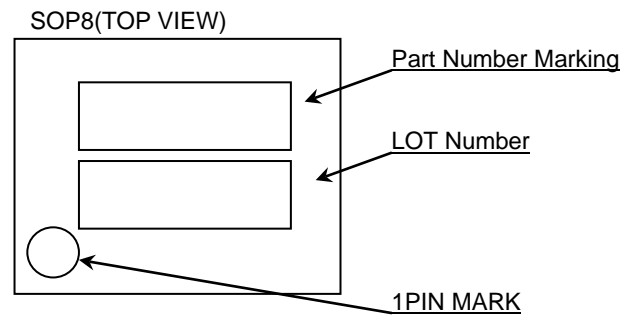 SOP8(TOP VIEW)
Part Number Marking
LOT Number
1PIN MARK